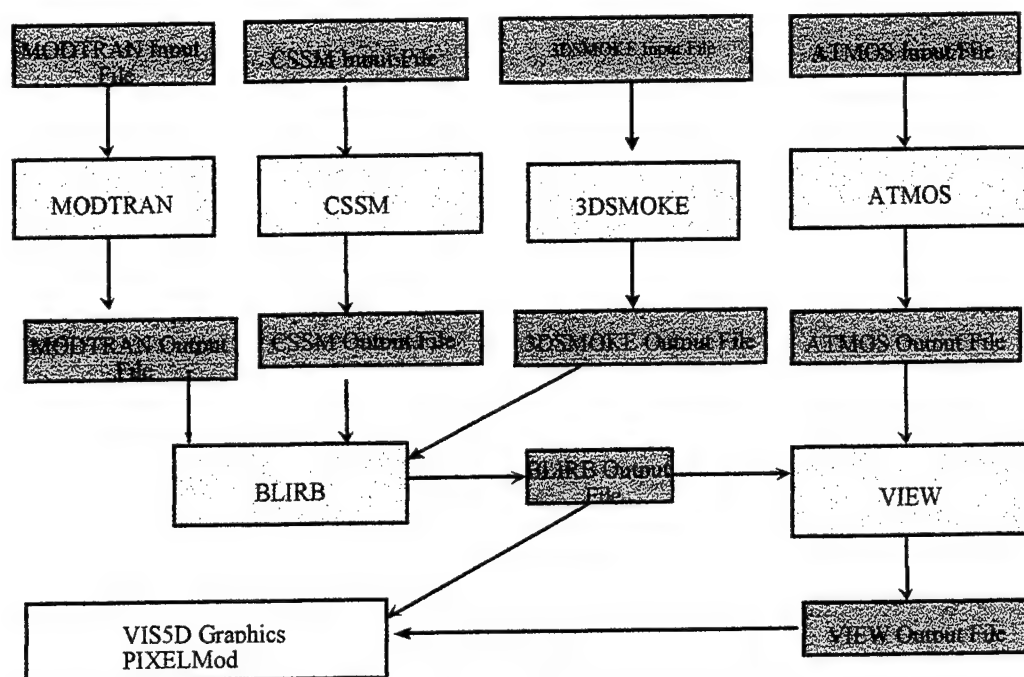 MODTRAN Input
File
CSSM Input File
3DSMOKE Input File
ATMOS Input File
MODTRAN
CSSM
3DSMOKE
ATMOS
MODTRAN Output
File
CSSM Output File
3DSMOKE Output File
ATMOS Output File
BLIRB
BLIRB Output
File
VIEW
VIS5D Graphics
PIXELMod
VIEW Output File